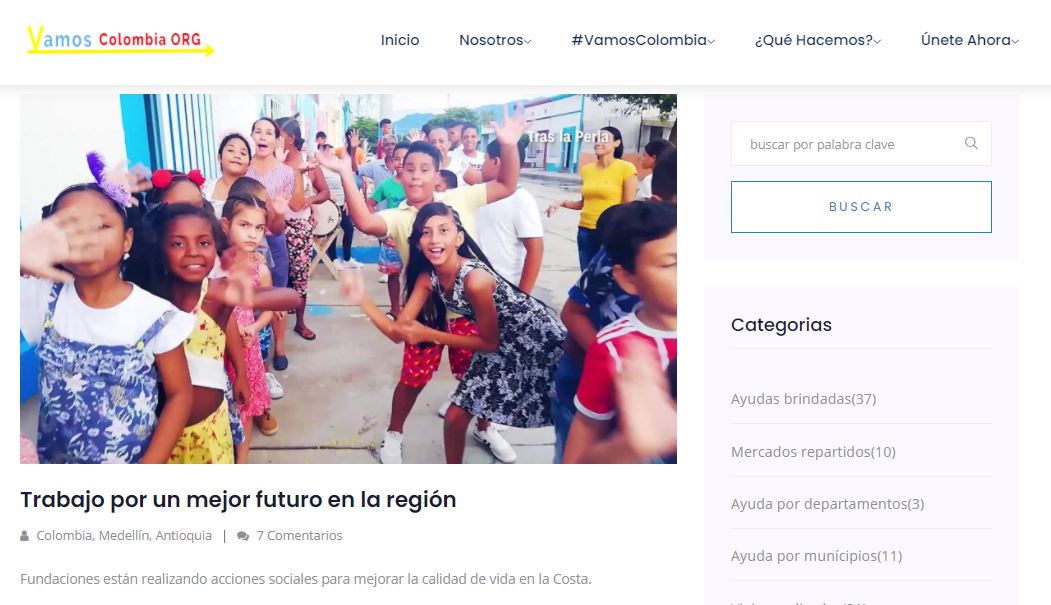 Vamos Colombia ORG
Inicio
Nosotros
#VamosColombia
¿Qué Hacemos?
Únete Ahora
Tras la Perla
buscar por palabra clave
BUSCAR
Categorias
Ayudas brindadas(37)
Mercados repartidos(10)
Ayuda por departamentos(3)
Ayuda por munícipios(11)
Trabajo por un mejor futuro en la región
Colombia, Medellín, Antioquia | 7 Comentarios
Fundaciones están realizando acciones sociales para mejorar la calidad de vida en la Costa.